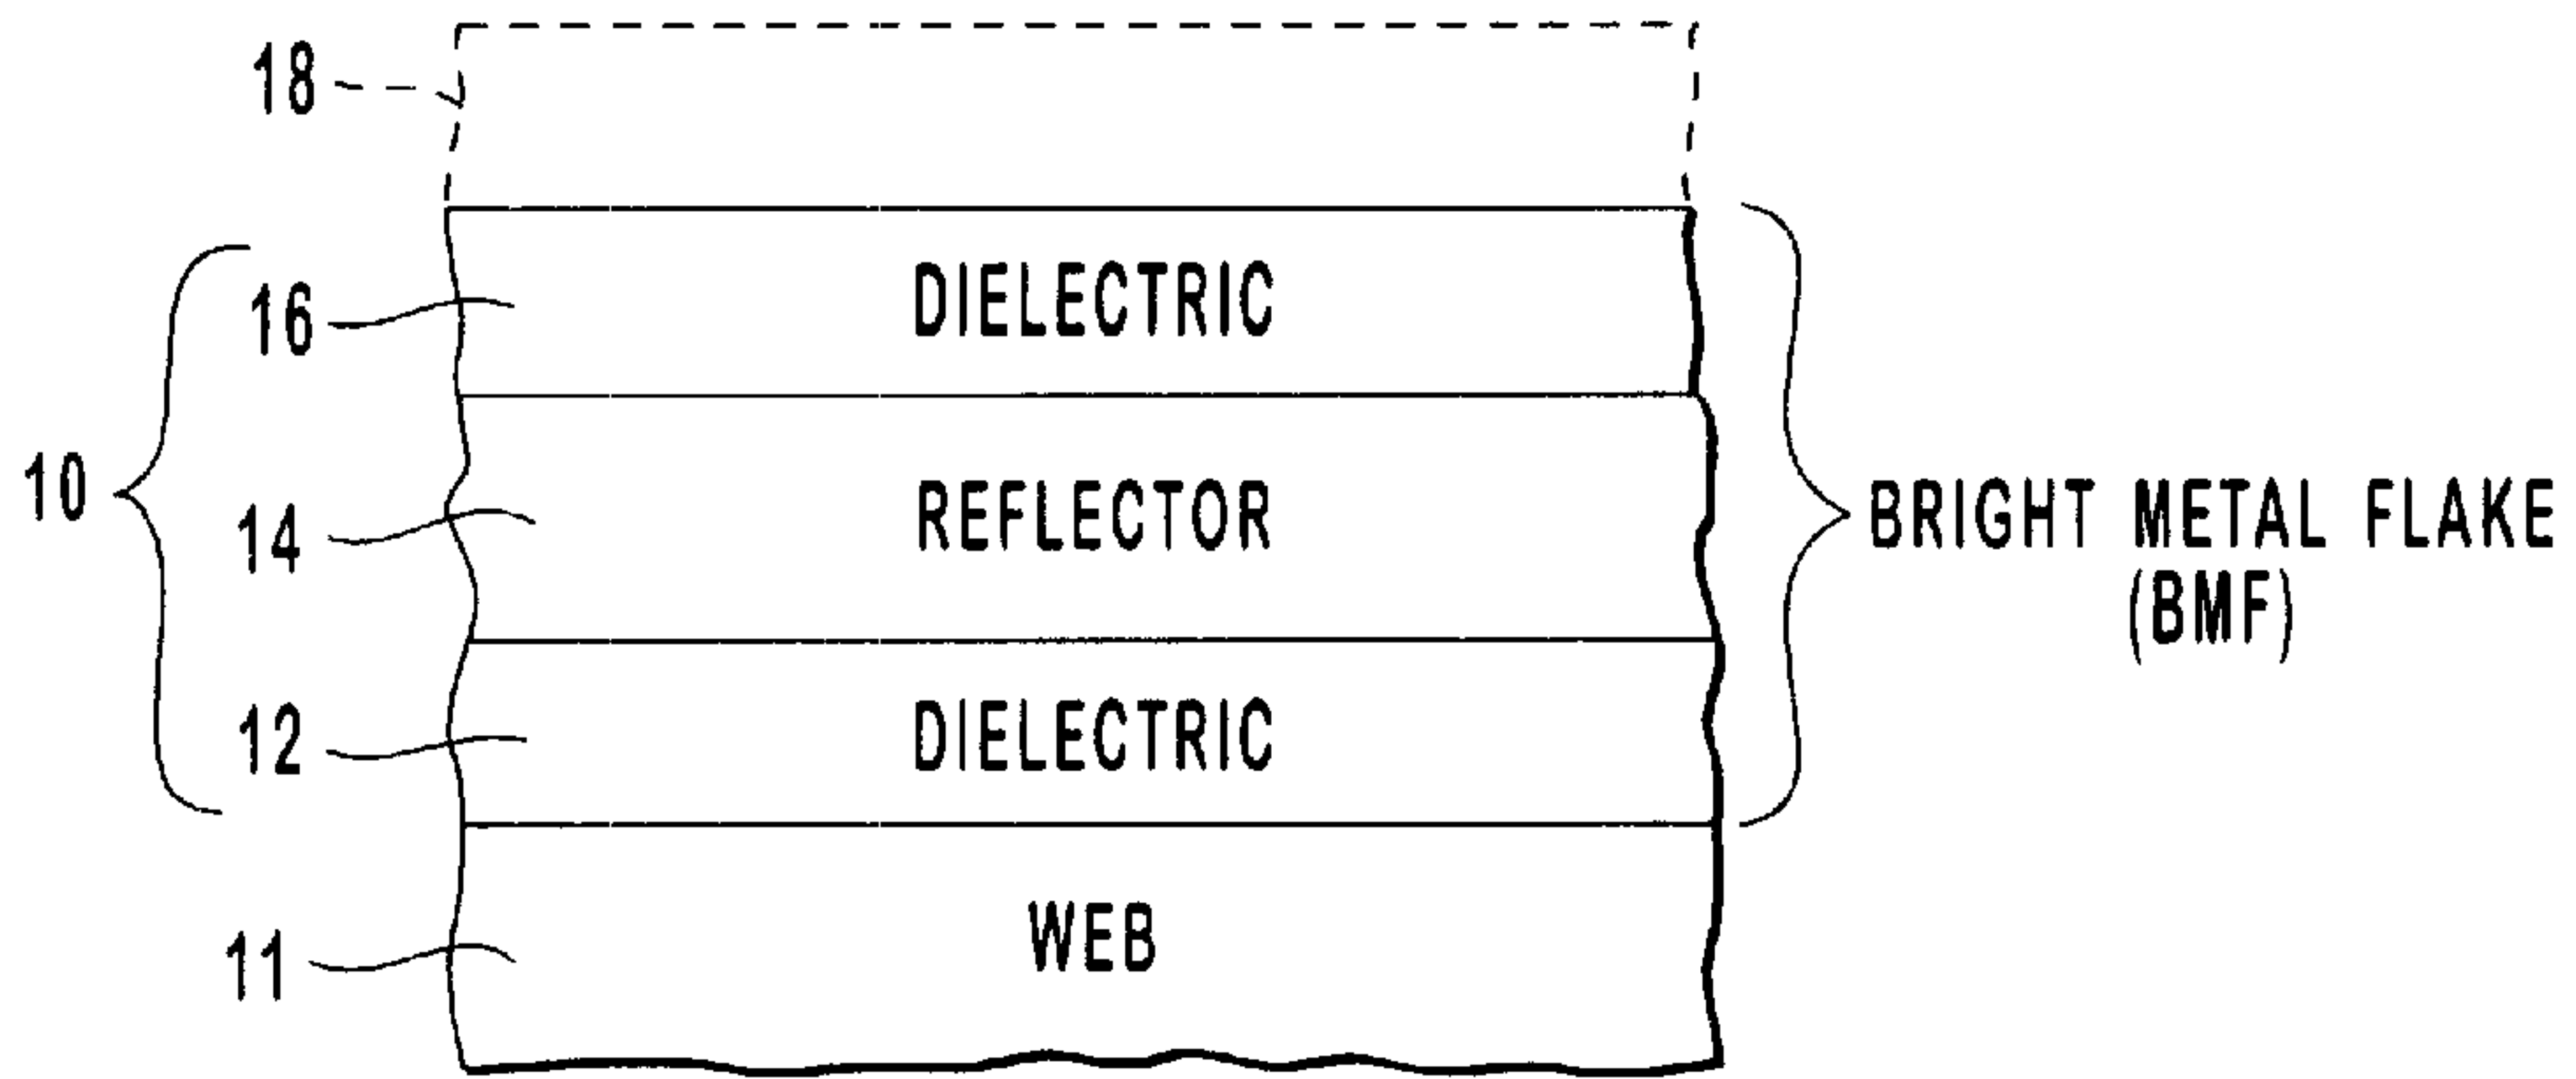 18
16 DIELECTRIC
10
14 REFLECTOR
BRIGHT METAL FLAKE
(BMF)
12 DIELECTRIC
11 WEB